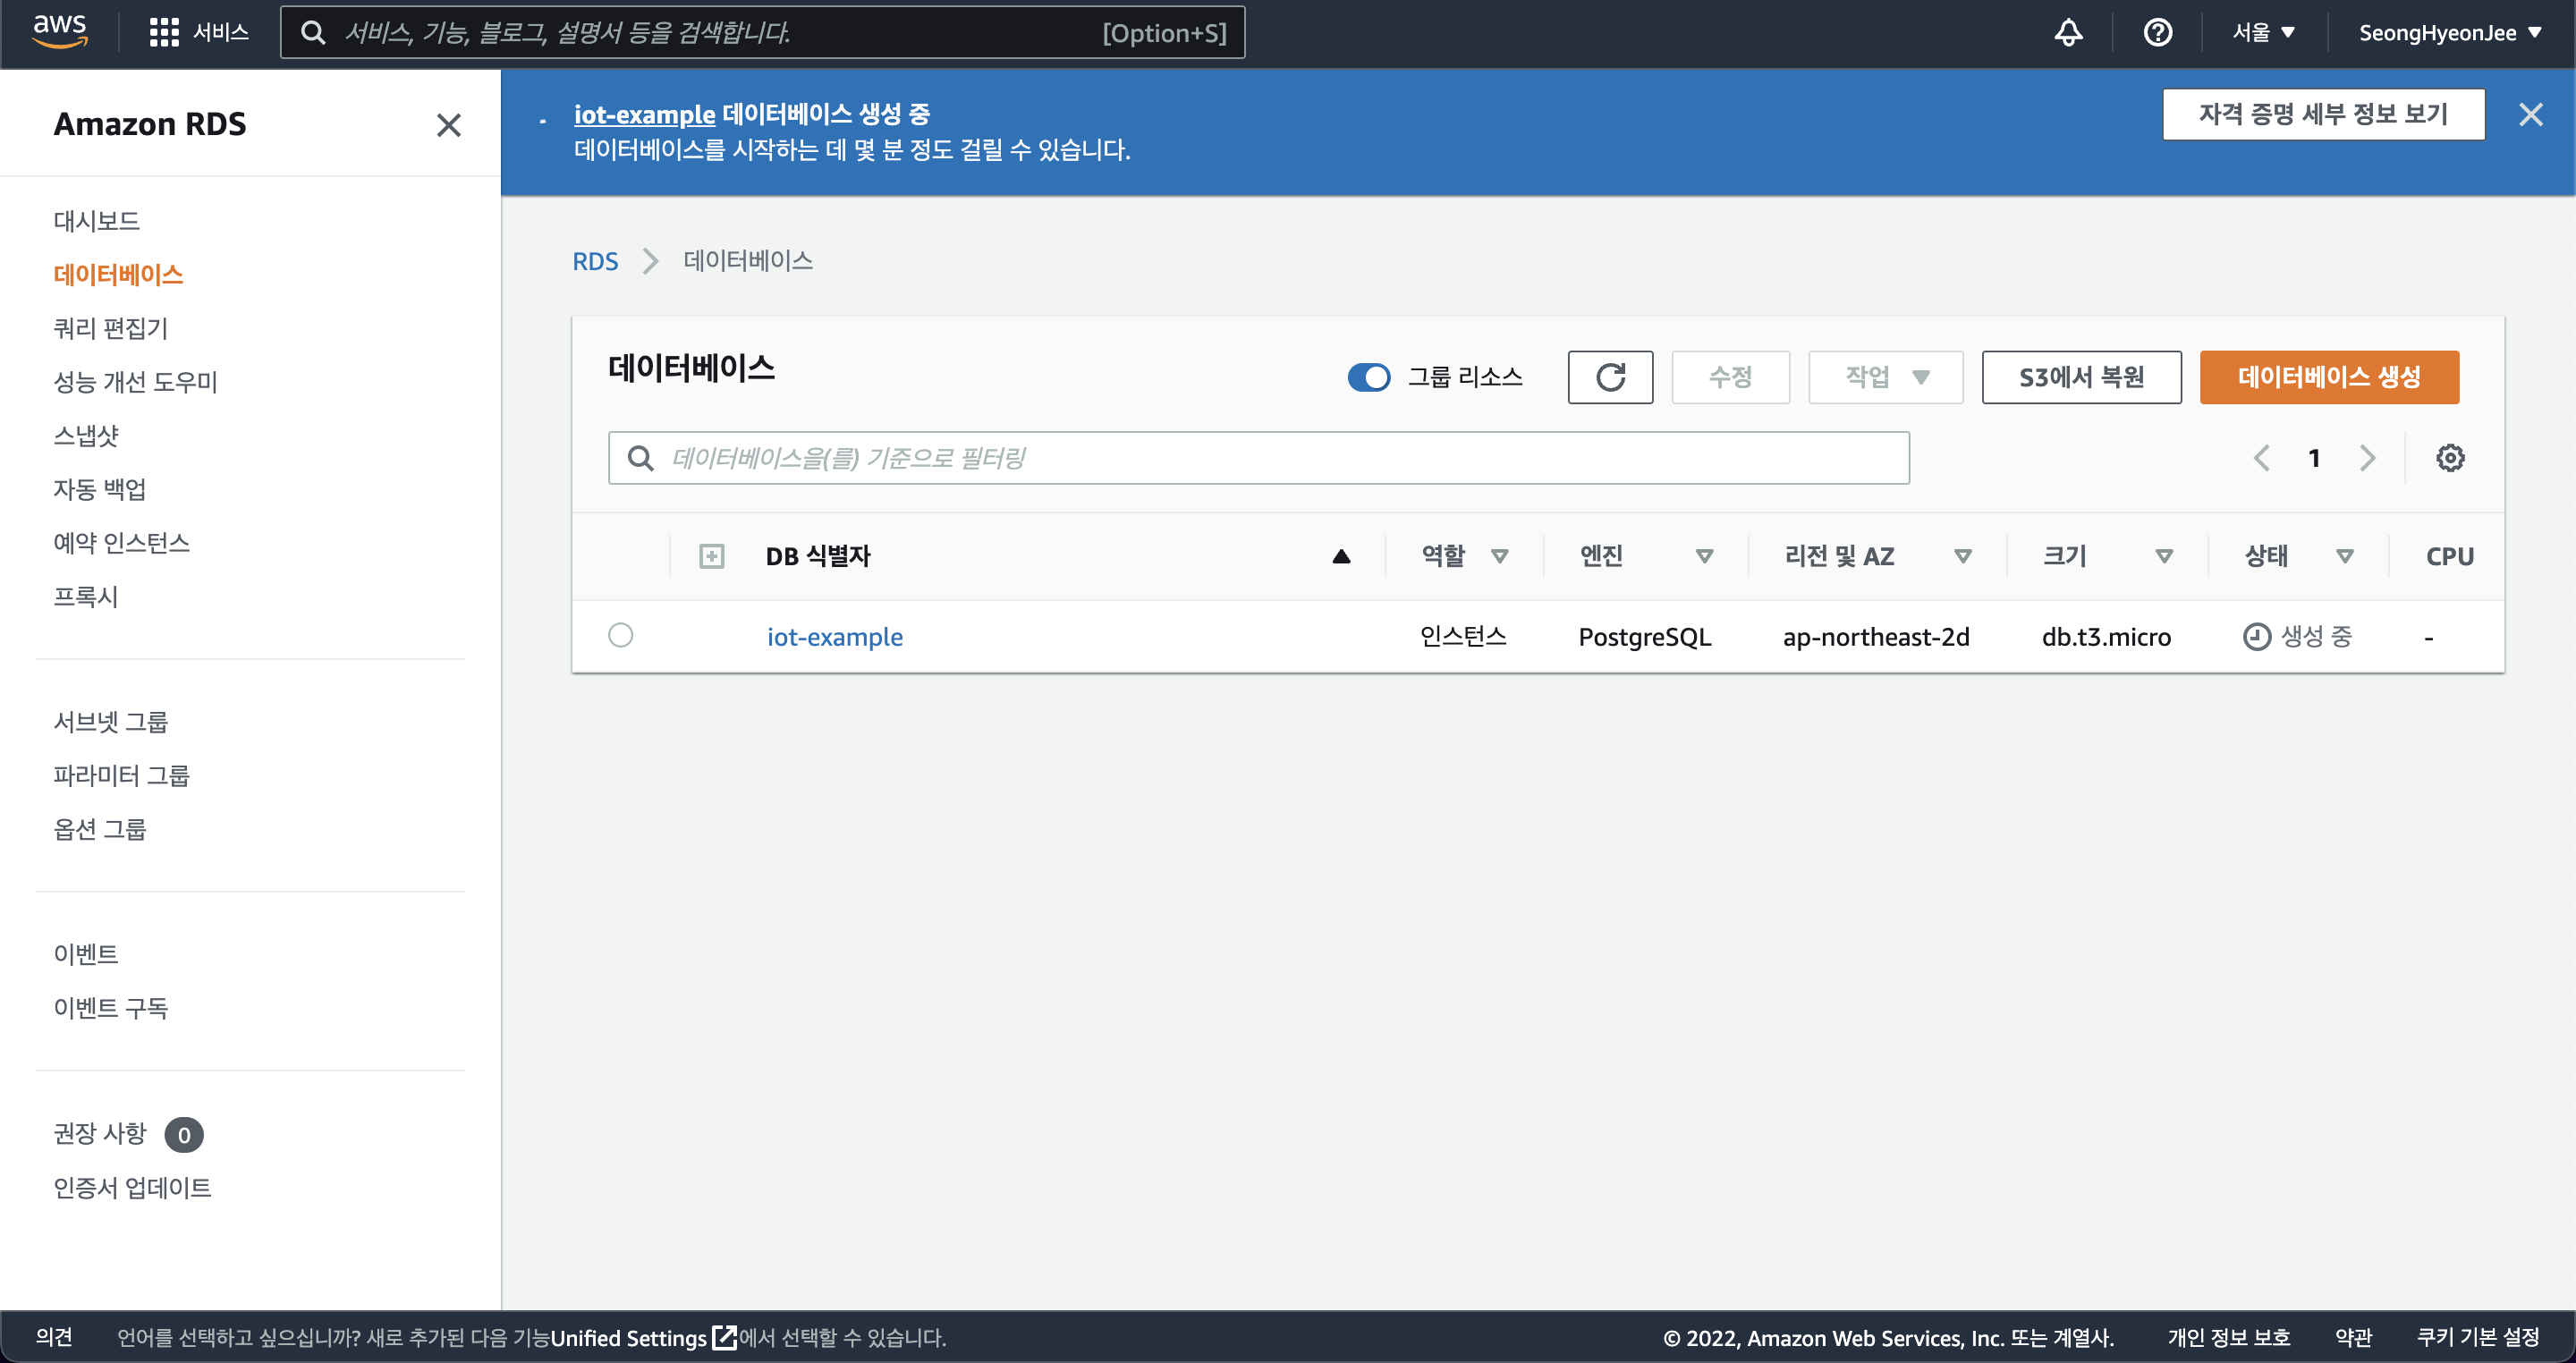 aws 서비스 서비스, 기능, 블로그, 설명서 등을 검색합니다. [Option+S] 서울 SeongHyeonJee
Amazon RDS
대시보드
데이터베이스
쿼리 편집기
성능 개선 도우미
스냅샷
자동 백업
예약 인스턴스
프록시
서브넷 그룹
파라미터 그룹
옵션 그룹
이벤트
이벤트 구독
권장 사항 0
인증서 업데이트
iot-example 데이터베이스 생성 중
데이터베이스를 시작하는 데 몇 분 정도 걸릴 수 있습니다.
자격 증명 세부 정보 보기
RDS 데이터베이스
데이터베이스 그룹 리소스 수정 작업 S3에서 복원 데이터베이스 생성
데이터베이스을(를) 기준으로 필터링 1
DB 식별자 역할 엔진 리전 및 AZ 크기 상태 CPU
iot-example 인스턴스 PostgreSQL ap-northeast-2d db.t3.micro 생성 중 -
의견 언어를 선택하고 싶으십니까? 새로 추가된 다음 기능Unified Settings에서 선택할 수 있습니다. © 2022, Amazon Web Services, Inc. 또는 계열사. 개인 정보 보호 약관 쿠키 기본 설정